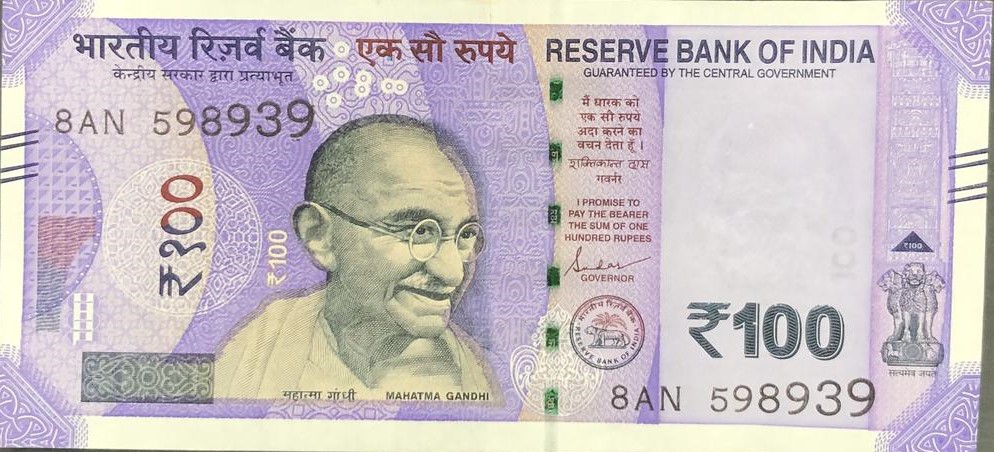 भारतीय रिज़र्व बैंक
एक सौ रुपये
RESERVE BANK OF INDIA
केन्द्रीय सरकार द्वारा प्रत्याभूत
GUARANTEED BY THE CENTRAL GOVERNMENT
8AN 598939
मैं धारक को
एक सौ रुपये
अदा करने का
वचन देता हूँ ।
शक्तिकान्त दास
गवर्नर
I PROMISE TO
PAY THE BEARER
THE SUM OF ONE
HUNDRED RUPEES
GOVERNOR
₹१००
₹100
₹100
भारतीय रिज़र्व बैंक
RESERVE BANK OF INDIA
₹100
सत्यमेव जयते
महात्मा गांधी
MAHATMA GANDHI
8AN 598939